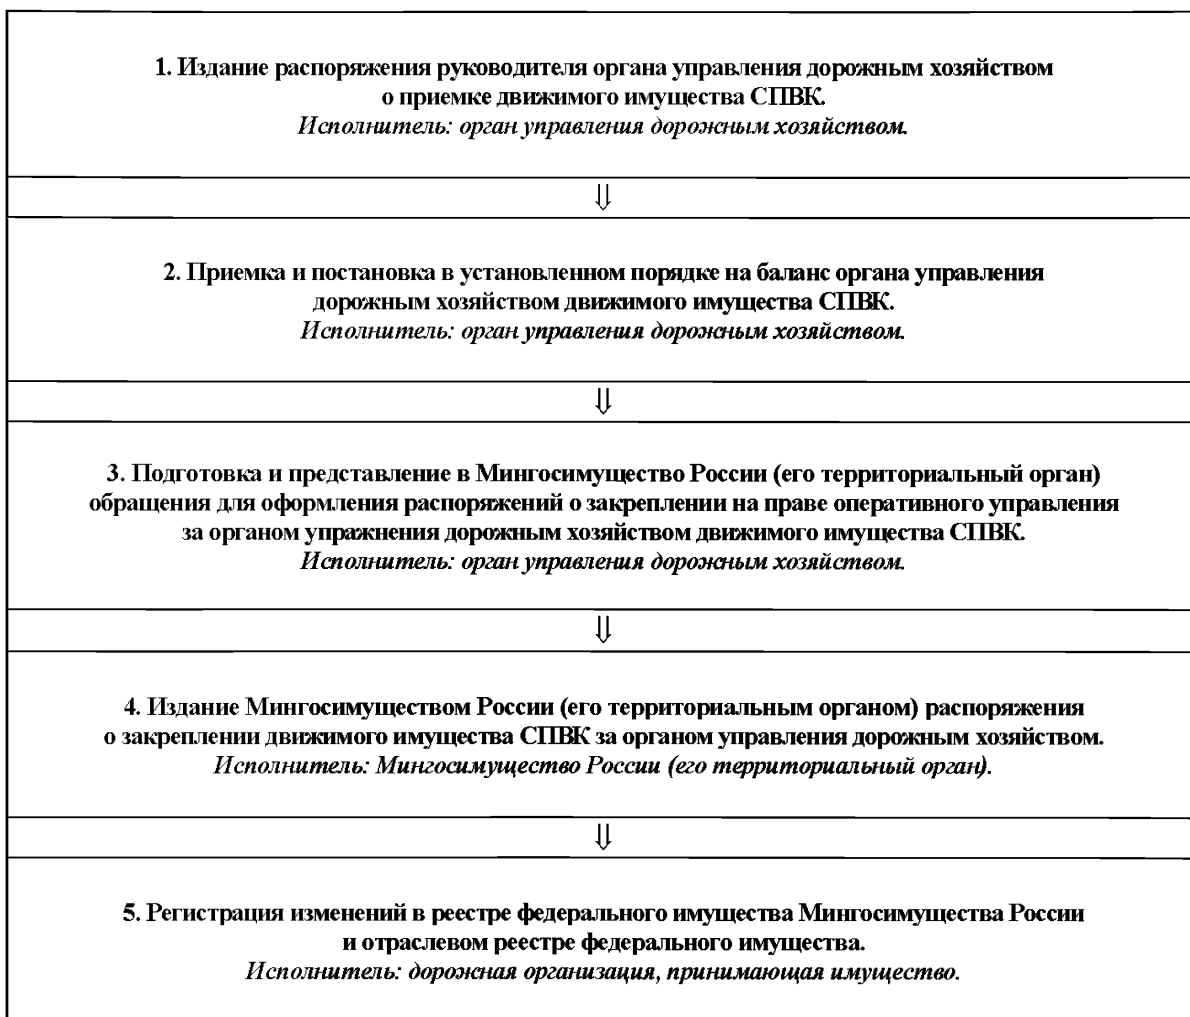 1. Издание распоряжения руководителя органа управления дорожным хозяйством
о приемке движимого имущества СПВК.
Исполнитель: орган управления дорожным хозяйством.
⇓
2. Приемка и постановка в установленном порядке на баланс органа управления
дорожным хозяйством движимого имущества СПВК.
Исполнитель: орган управления дорожным хозяйством.
⇓
3. Подготовка и представление в Мингосимущество России (его территориальный орган)
обращения для оформления распоряжений о закреплении на праве оперативного управления
за органом упражнения дорожным хозяйством движимого имущества СПВК.
Исполнитель: орган управления дорожным хозяйством.
⇓
4. Издание Мингосимуществом России (его территориальным органом) распоряжения
о закреплении движимого имущества СПВК за органом управления дорожным хозяйством.
Исполнитель: Мингосимущество России (его территориальный орган).
⇓
5. Регистрация изменений в реестре федерального имущества Мингосимущества России
и отраслевом реестре федерального имущества.
Исполнитель: дорожная организация, принимающая имущество.